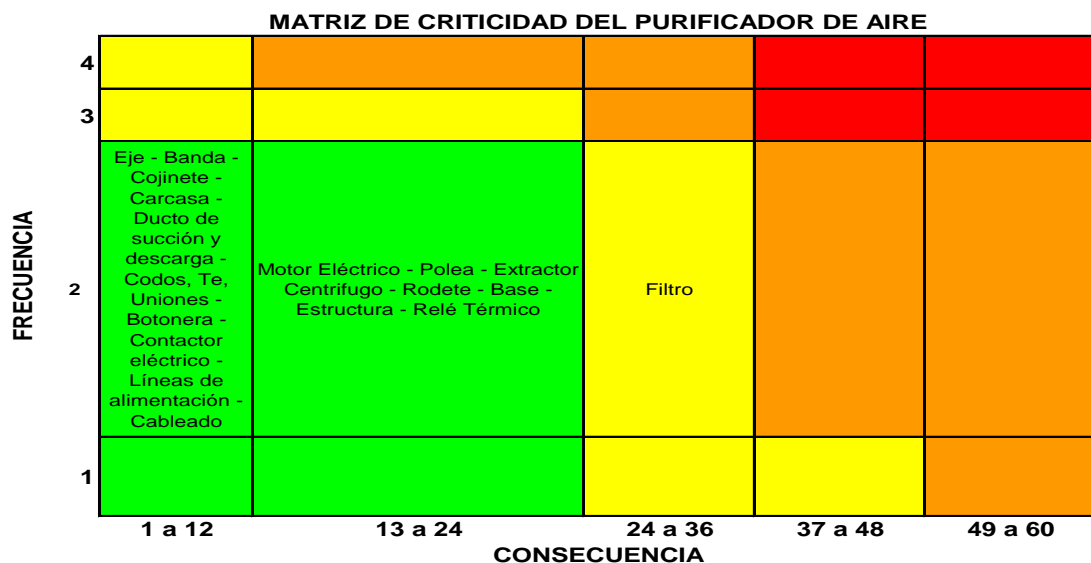 MATRIZ DE CRITICIDAD DEL PURIFICADOR DE AIRE
FRECUENCIA
4
3
2
Eje - Banda -
Cojinete -
Carcasa -
Ducto de
succión y
descarga -
Codos, Te,
Uniones -
Botonera -
Contactor
eléctrico -
Líneas de
alimentación -
Cableado
Motor Eléctrico - Polea - Extractor
Centrifugo - Rodete - Base -
Estructura - Relé Térmico
Filtro
1
1 a 12
13 a 24
24 a 36
37 a 48
49 a 60
CONSECUENCIA